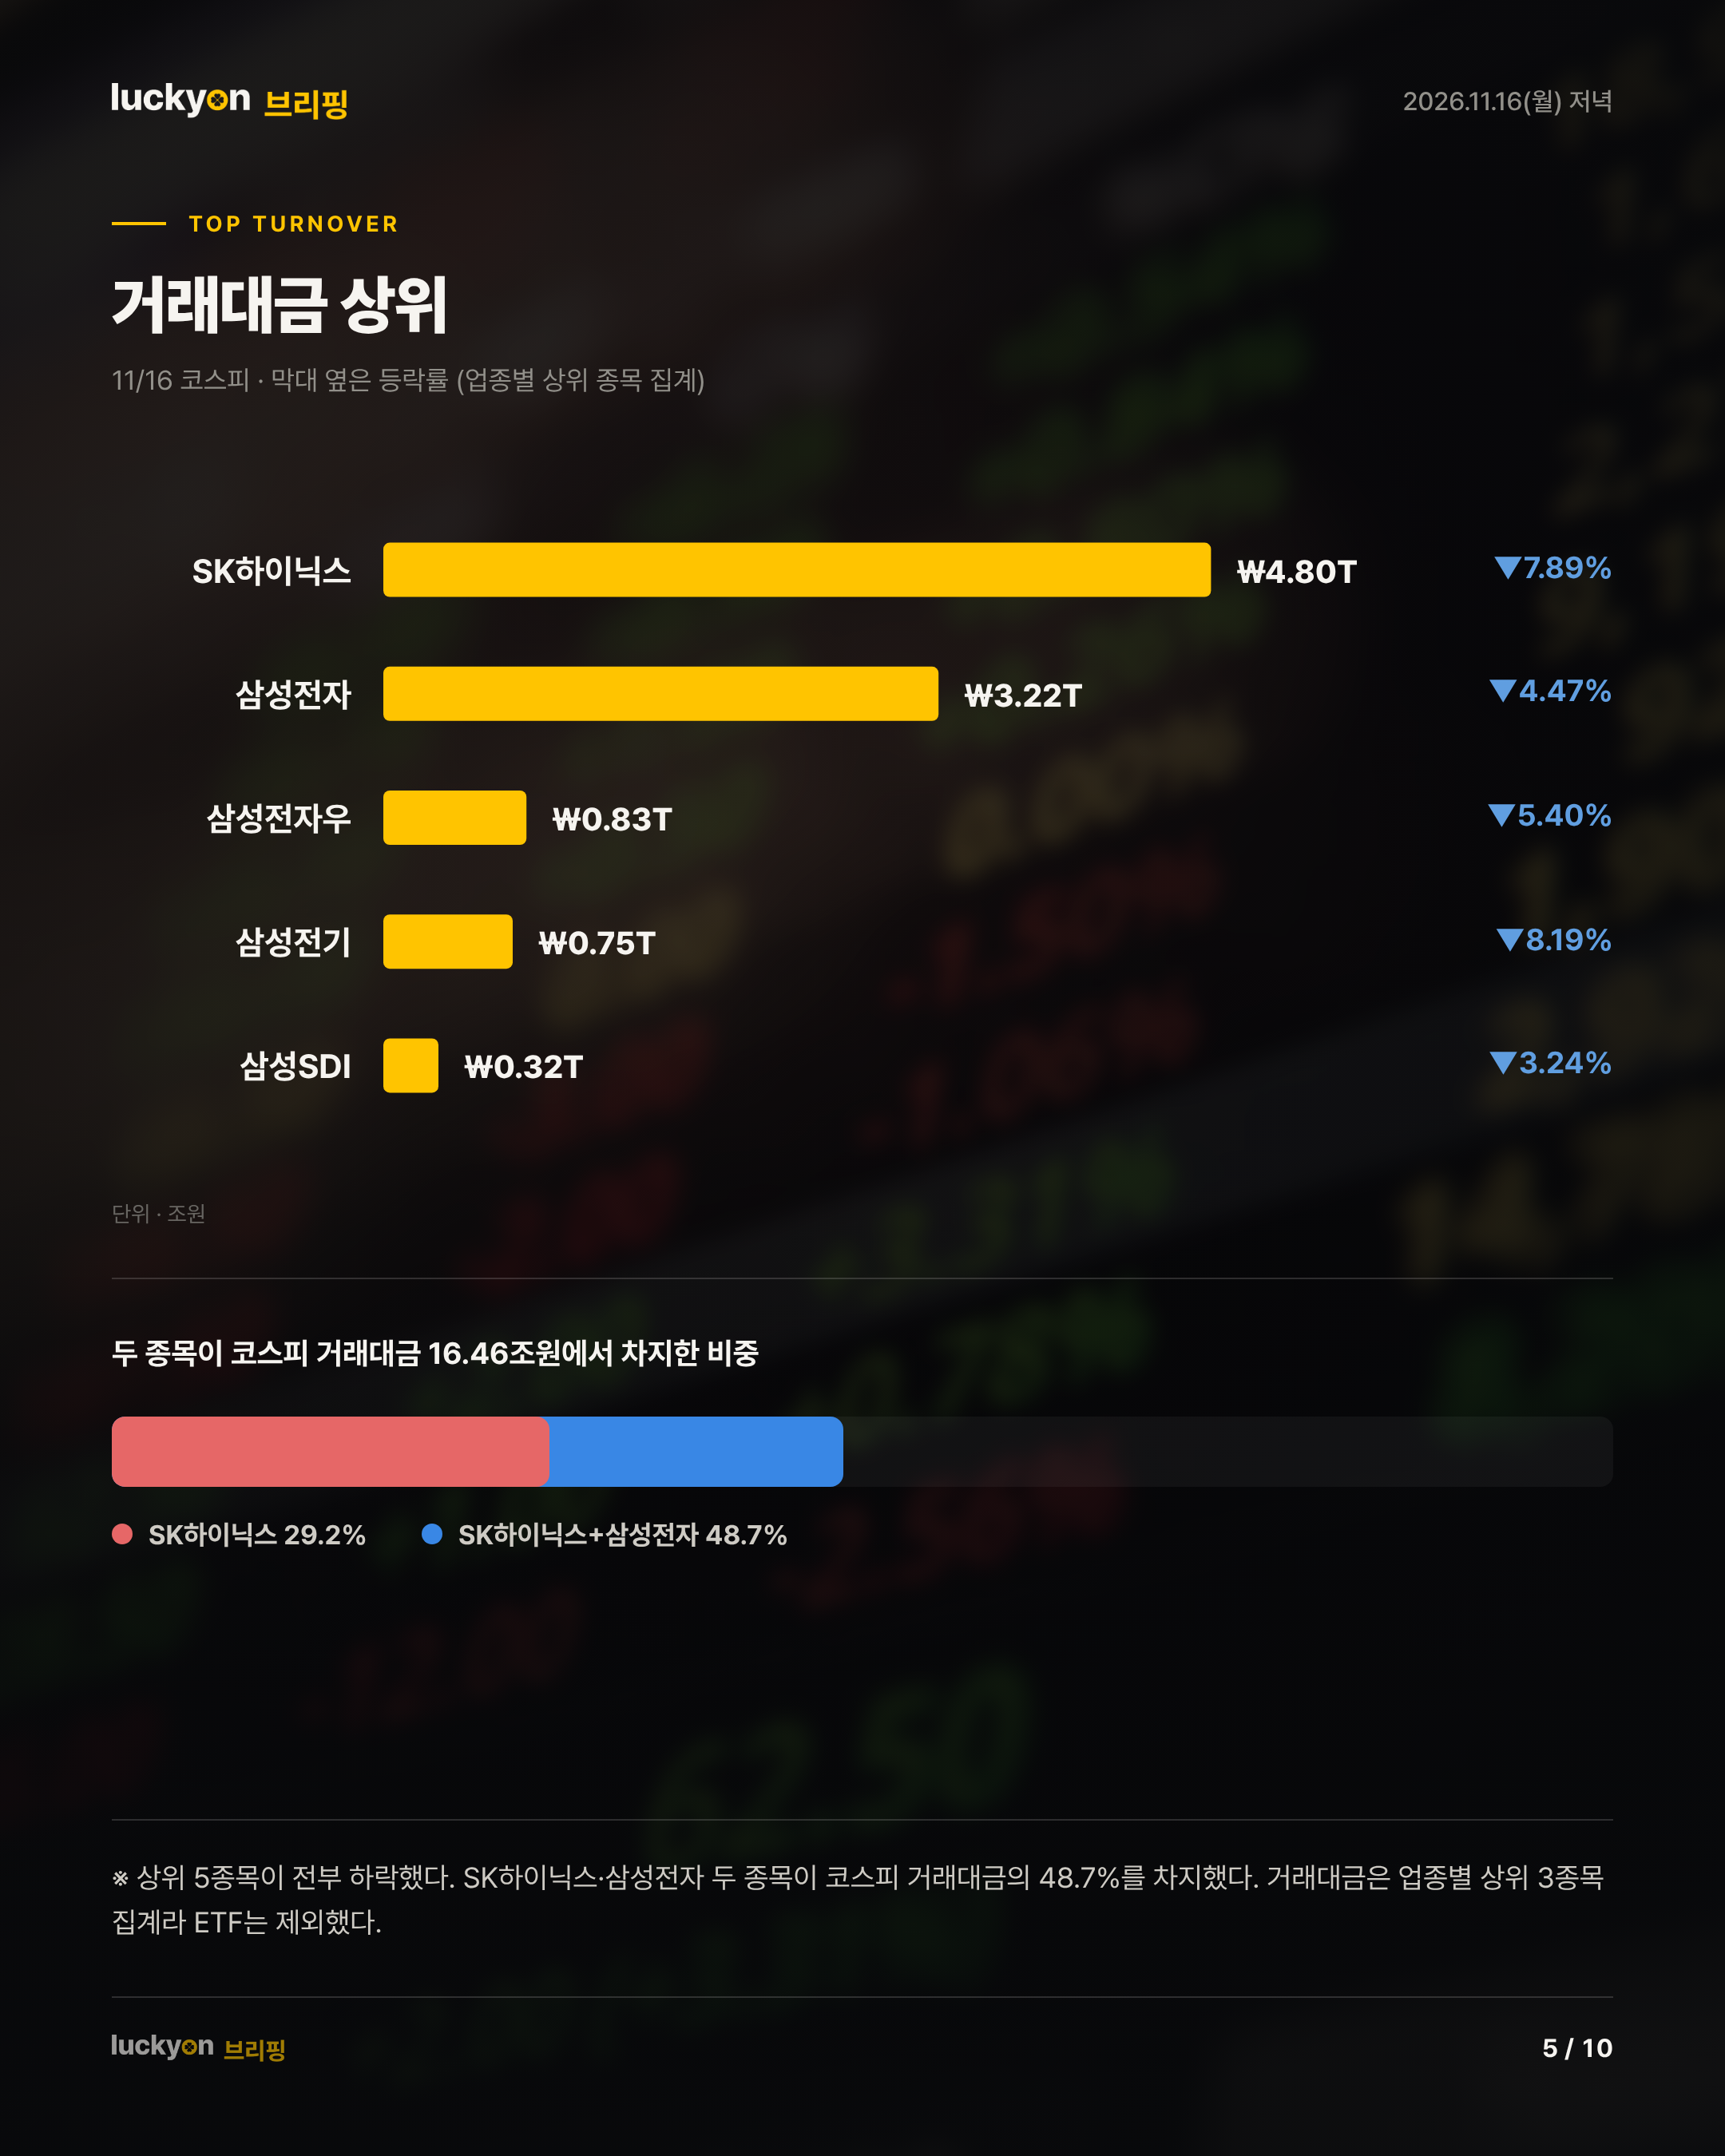 luckyon 브리핑
2026.11.16(월) 저녁
TOP TURNOVER
거래대금 상위
11/16 코스피 · 막대 옆은 등락률 (업종별 상위 종목 집계)
SK하이닉스 ₩4.80T ▼7.89%
삼성전자 ₩3.22T ▼4.47%
삼성전자우 ₩0.83T ▼5.40%
삼성전기 ₩0.75T ▼8.19%
삼성SDI ₩0.32T ▼3.24%
단위 · 조원
두 종목이 코스피 거래대금 16.46조원에서 차지한 비중
SK하이닉스 29.2% SK하이닉스+삼성전자 48.7%
※ 상위 5종목이 전부 하락했다. SK하이닉스·삼성전자 두 종목이 코스피 거래대금의 48.7%를 차지했다. 거래대금은 업종별 상위 3종목
집계라 ETF는 제외했다.
luckyon 브리핑
5 / 10